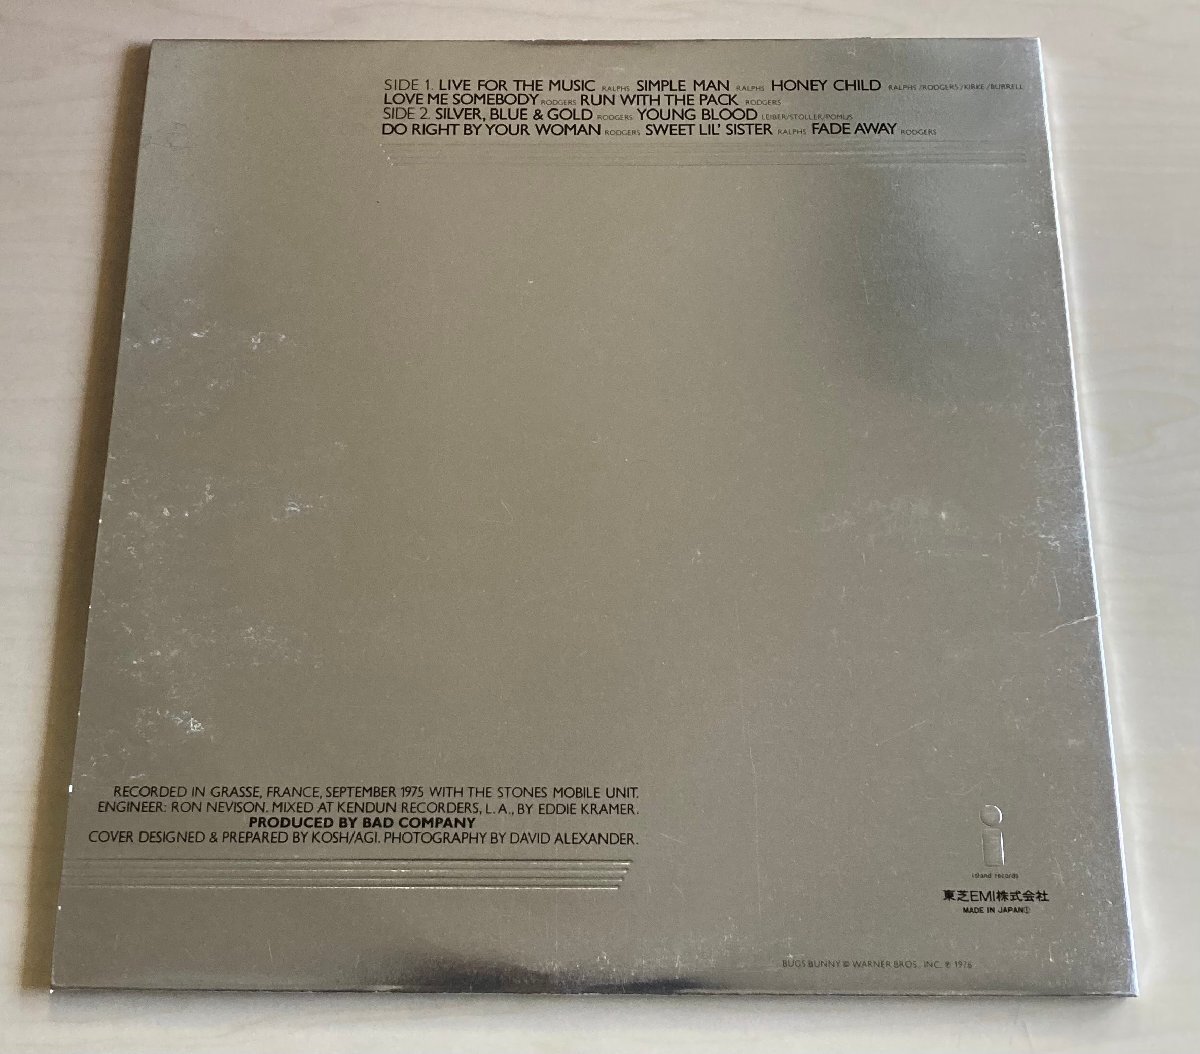 SIDE 1. LIVE FOR THE MUSIC RALPHS SIMPLE MAN RALPHS HONEY CHILD RALPHS/RODGERS/KIRKE/BURRELL
LOVE ME SOMEBODY RODGERS RUN WITH THE PACK RODGERS
SIDE 2. SILVER, BLUE & GOLD RODGERS YOUNG BLOOD LEIBER/STOLLER/POMUS
DO RIGHT BY YOUR WOMAN RODGERS SWEET LIL' SISTER RALPHS FADE AWAY RODGERS
RECORDED IN GRASSE, FRANCE, SEPTEMBER 1975 WITH THE STONES MOBILE UNIT.
ENGINEER: RON NEVISON. MIXED AT KENDUN RECORDERS, L.A., BY EDDIE KRAMER.
PRODUCED BY BAD COMPANY
COVER DESIGNED & PREPARED BY KOSH/AGI. PHOTOGRAPHY BY DAVID ALEXANDER.
i
island records
東芝EMI株式会社
MADE IN JAPAN①
BUGS BUNNY © WARNER BROS., INC. ℗ 1976